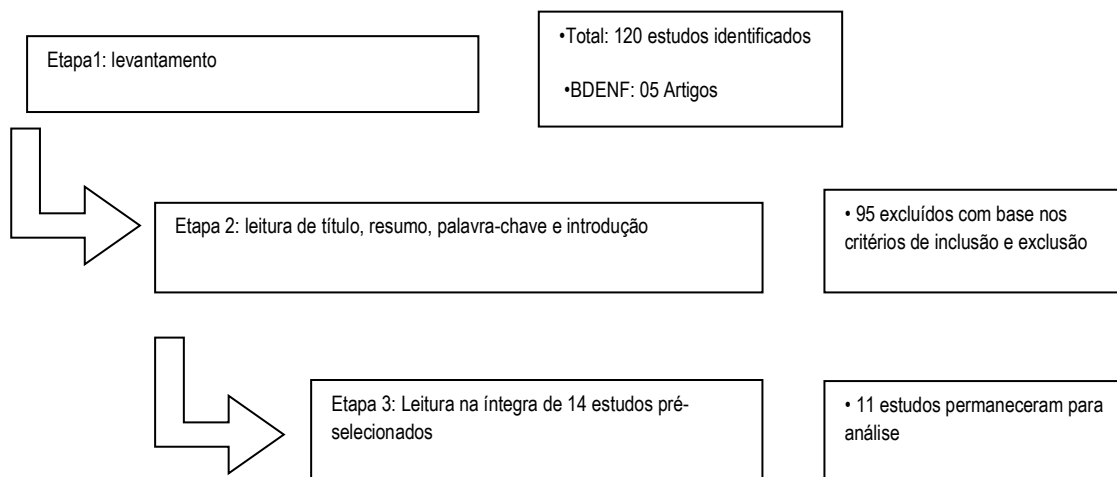 Etapa1: levantamento
•Total: 120 estudos identificados
•BDENF: 05 Artigos
Etapa 2: leitura de título, resumo, palavra-chave e introdução
• 95 excluídos com base nos
critérios de inclusão e exclusão
Etapa 3: Leitura na íntegra de 14 estudos pré-
selecionados
• 11 estudos permaneceram para
análise